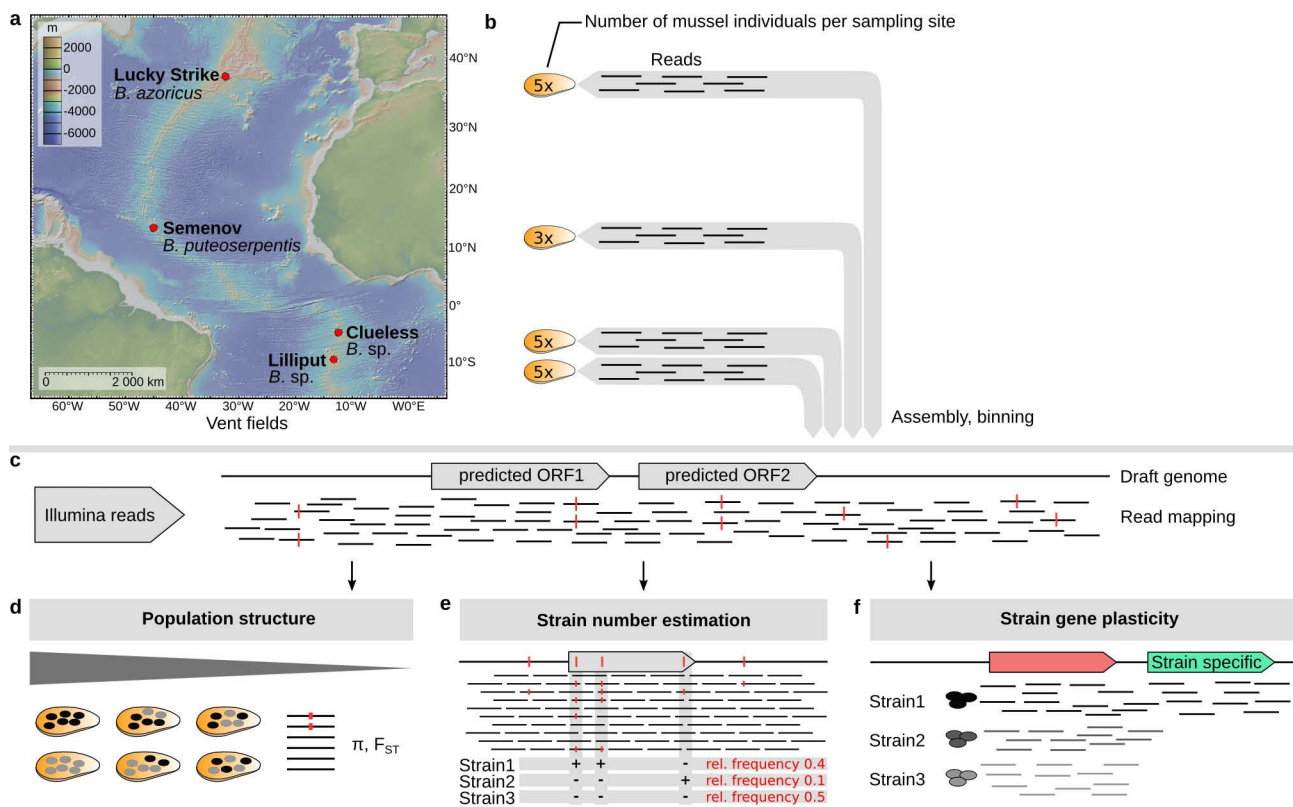 a
m
2000
0
-2000
-4000
-6000
Lucky Strike
B. azoricus
Semenov
B. puteoserpentis
Clueless
B. sp.
Lilliput
B. sp.
0 2 000 km
40°N
30°N
20°N
10°N
0°
10°S
60°W 50°W 40°W 30°W 20°W 10°W W0°E
Vent fields
b
Number of mussel individuals per sampling site
Reads
5x
3x
5x
5x
Assembly, binning
c
predicted ORF1 predicted ORF2
Draft genome
Illumina reads
Read mapping
d
Population structure
π, FST
e
Strain number estimation
Strain1 + + - rel. frequency 0.4
Strain2 - - + rel. frequency 0.1
Strain3 - - - rel. frequency 0.5
f
Strain gene plasticity
Strain specific
Strain1
Strain2
Strain3